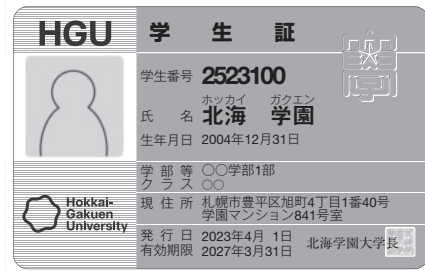 HGU 学生証
学生番号 2523100
ホッカイ ガクエン
氏名 北海 学園
生年月日 2004年12月31日
学部等 〇〇学部1部
クラス 〇〇
現住所 札幌市豊平区旭町4丁目1番40号
学園マンション841号室
Hokkai-
Gakuen
University
発行日 2023年4月 1日
有効期限 2027年3月31日
北海学園大学長